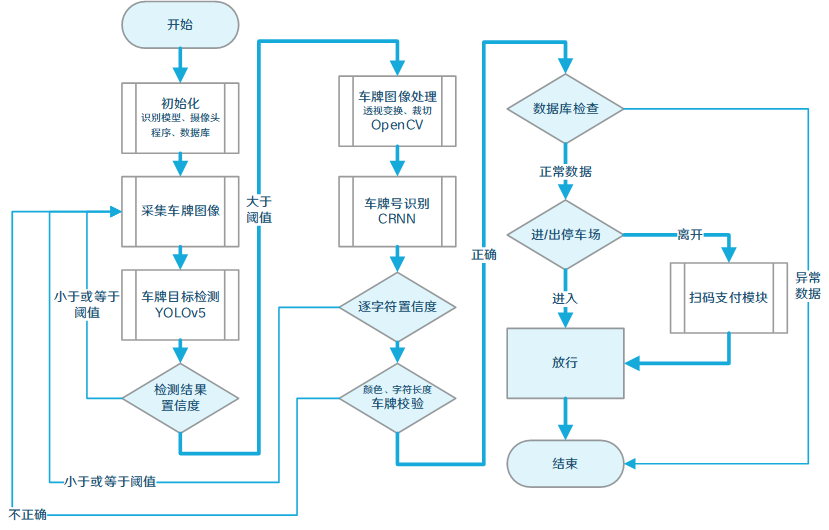 开始
初始化
识别模型、摄像头
程序、数据库
采集车牌图像
车牌目标检测
YOLOv5
小于或等于
阈值
检测结果
置信度
大于
阈值
车牌图像处理
透视变换、裁切
OpenCV
车牌号识别
CRNN
逐字符置信度
小于或等于阈值
颜色、字符长度
车牌校验
不正确
正确
数据库检查
正常数据
异常
数据
进/出停车场
离开
扫码支付模块
进入
放行
结束